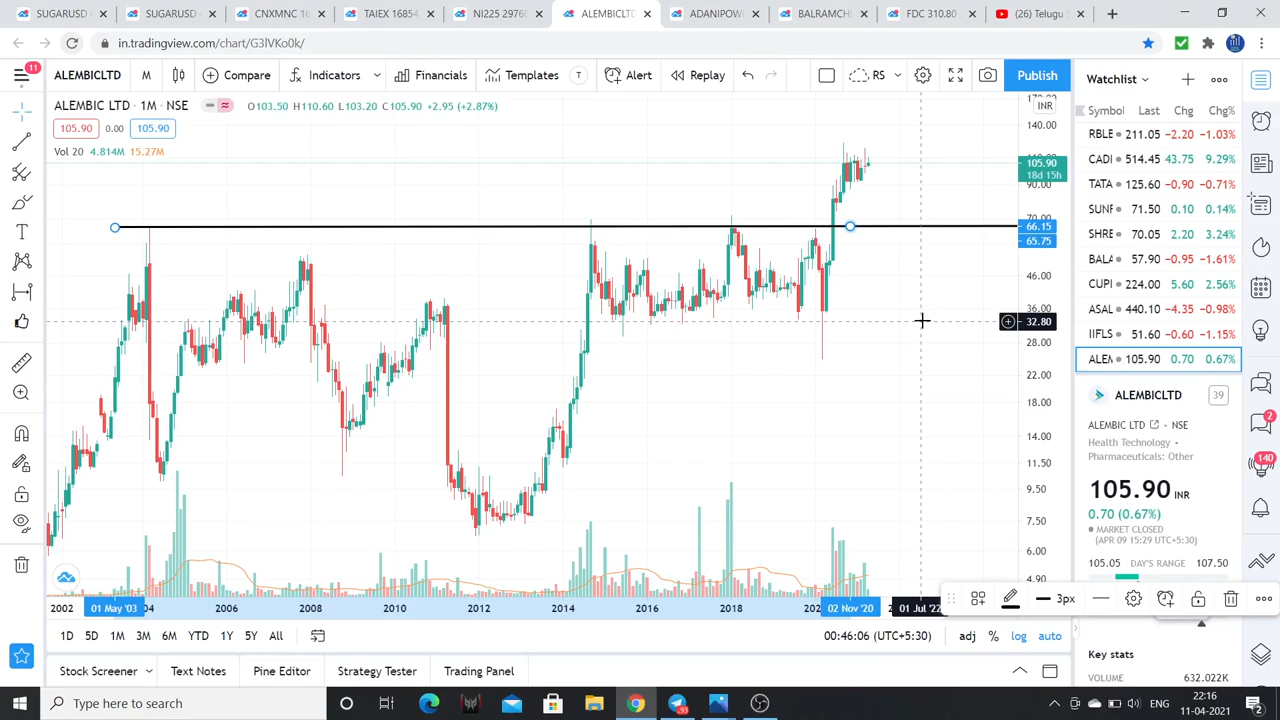 SUGARUSD
SUGARUSD
CNXMNC 16
TAIEX 16854
NI225 29760
ALEMBICLTD
ADANIPOWI
BALRAMCH
FDC 310.80
(26) Telugu S
in.tradingview.com/chart/G3lVKo0k/
11
ALEMBICLTD M Compare Indicators Financials Templates T Alert Replay RS Publish
Watchlist
ALEMBIC LTD · 1M · NSE O103.50 H110.60 L103.20 C105.90 +2.95 (+2.87%)
105.90 0.00 105.90
Vol 20 4.814M 15.27M
INR
140.00
105.90
18d 15h
90.00
70.00
66.15
65.75
46.00
36.00
32.80
28.00
22.00
18.00
14.00
11.50
9.50
7.50
6.00
4.90
Symbol Last Chg Chg%
RBLE 211.05 −2.20 −1.03%
CADI 514.45 43.75 9.29%
TATA 125.60 −0.90 −0.71%
SUNF 71.50 0.10 0.14%
SHRE 70.05 2.20 3.24%
BALA 57.90 −0.95 −1.61%
CUPI 224.00 5.60 2.56%
ASAL 440.10 −4.35 −0.98%
IIFLS 51.60 −0.60 −1.15%
ALEM 105.90 0.70 0.67%
ALEMBICLTD 39
ALEMBIC LTD · NSE
Health Technology ·
Pharmaceuticals: Other
105.90 INR
0.70 (0.67%)
MARKET CLOSED
(APR 09 15:29 UTC+5:30)
105.05 DAY'S RANGE 107.50
2
140
3px
2002 01 May '03 04 2006 2008 2010 2012 2014 2016 2018 202 02 Nov '20 01 Jul '22
1D 5D 1M 3M 6M YTD 1Y 5Y All
00:46:06 (UTC+5:30) adj % log auto
Key stats
VOLUME 632.022K
Stock Screener Text Notes Pine Editor Strategy Tester Trading Panel
Type here to search
ENG
22:16
11-04-2021
2